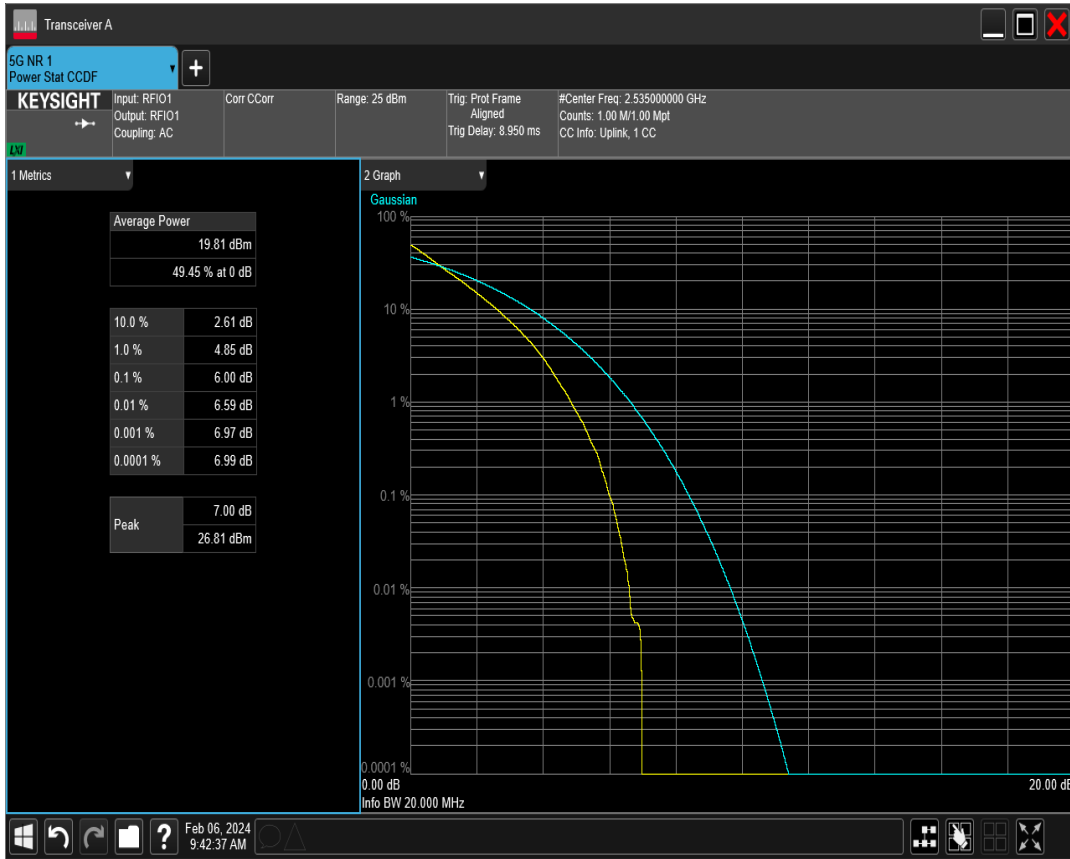 Transceiver A
5G NR 1
Power Stat CCDF
KEYSIGHT
LXI
Input: RFIO1
Output: RFIO1
Coupling: AC
Corr CCorr
Range: 25 dBm
Trig: Prot Frame
Aligned
Trig Delay: 8.950 ms
#Center Freq: 2.535000000 GHz
Counts: 1.00 M/1.00 Mpt
CC Info: Uplink, 1 CC
1 Metrics
Average Power
19.81 dBm
49.45 % at 0 dB
10.0 % 2.61 dB
1.0 % 4.85 dB
0.1 % 6.00 dB
0.01 % 6.59 dB
0.001 % 6.97 dB
0.0001 % 6.99 dB
Peak
7.00 dB
26.81 dBm
2 Graph
Gaussian
100 %
10 %
1 %
0.1 %
0.01 %
0.001 %
0.0001 %
0.00 dB 20.00 dB
Info BW 20.000 MHz
?
Feb 06, 2024
9:42:37 AM